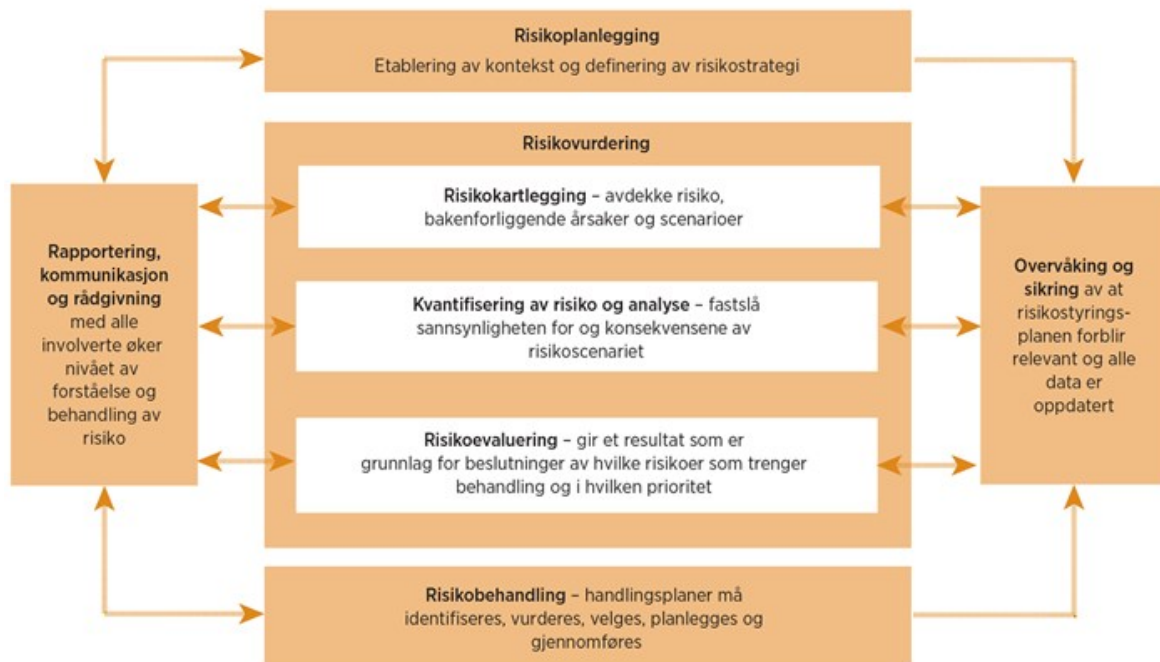 Risikoplanlegging
Etablering av kontekst og definering av risikostrategi
Risikovurdering
Risikokartlegging – avdekke risiko,
bakenforliggende årsaker og scenarioer
Kvantifisering av risiko og analyse – fastslå
sannsynligheten for og konsekvensene av
risikoscenariet
Risikoevaluering – gir et resultat som er
grunnlag for beslutninger av hvilke risikoer som trenger
behandling og i hvilken prioritet
Rapportering,
kommunikasjon
og rådgivning
med alle
involverte øker
nivået av
forståelse og
behandling av
risiko
Overvåking og
sikring av at
risikostyrings-
planen forblir
relevant og alle
data er
oppdatert
Risikobehandling – handlingsplaner må
identifiseres, vurderes, velges, planlegges og
gjennomføres